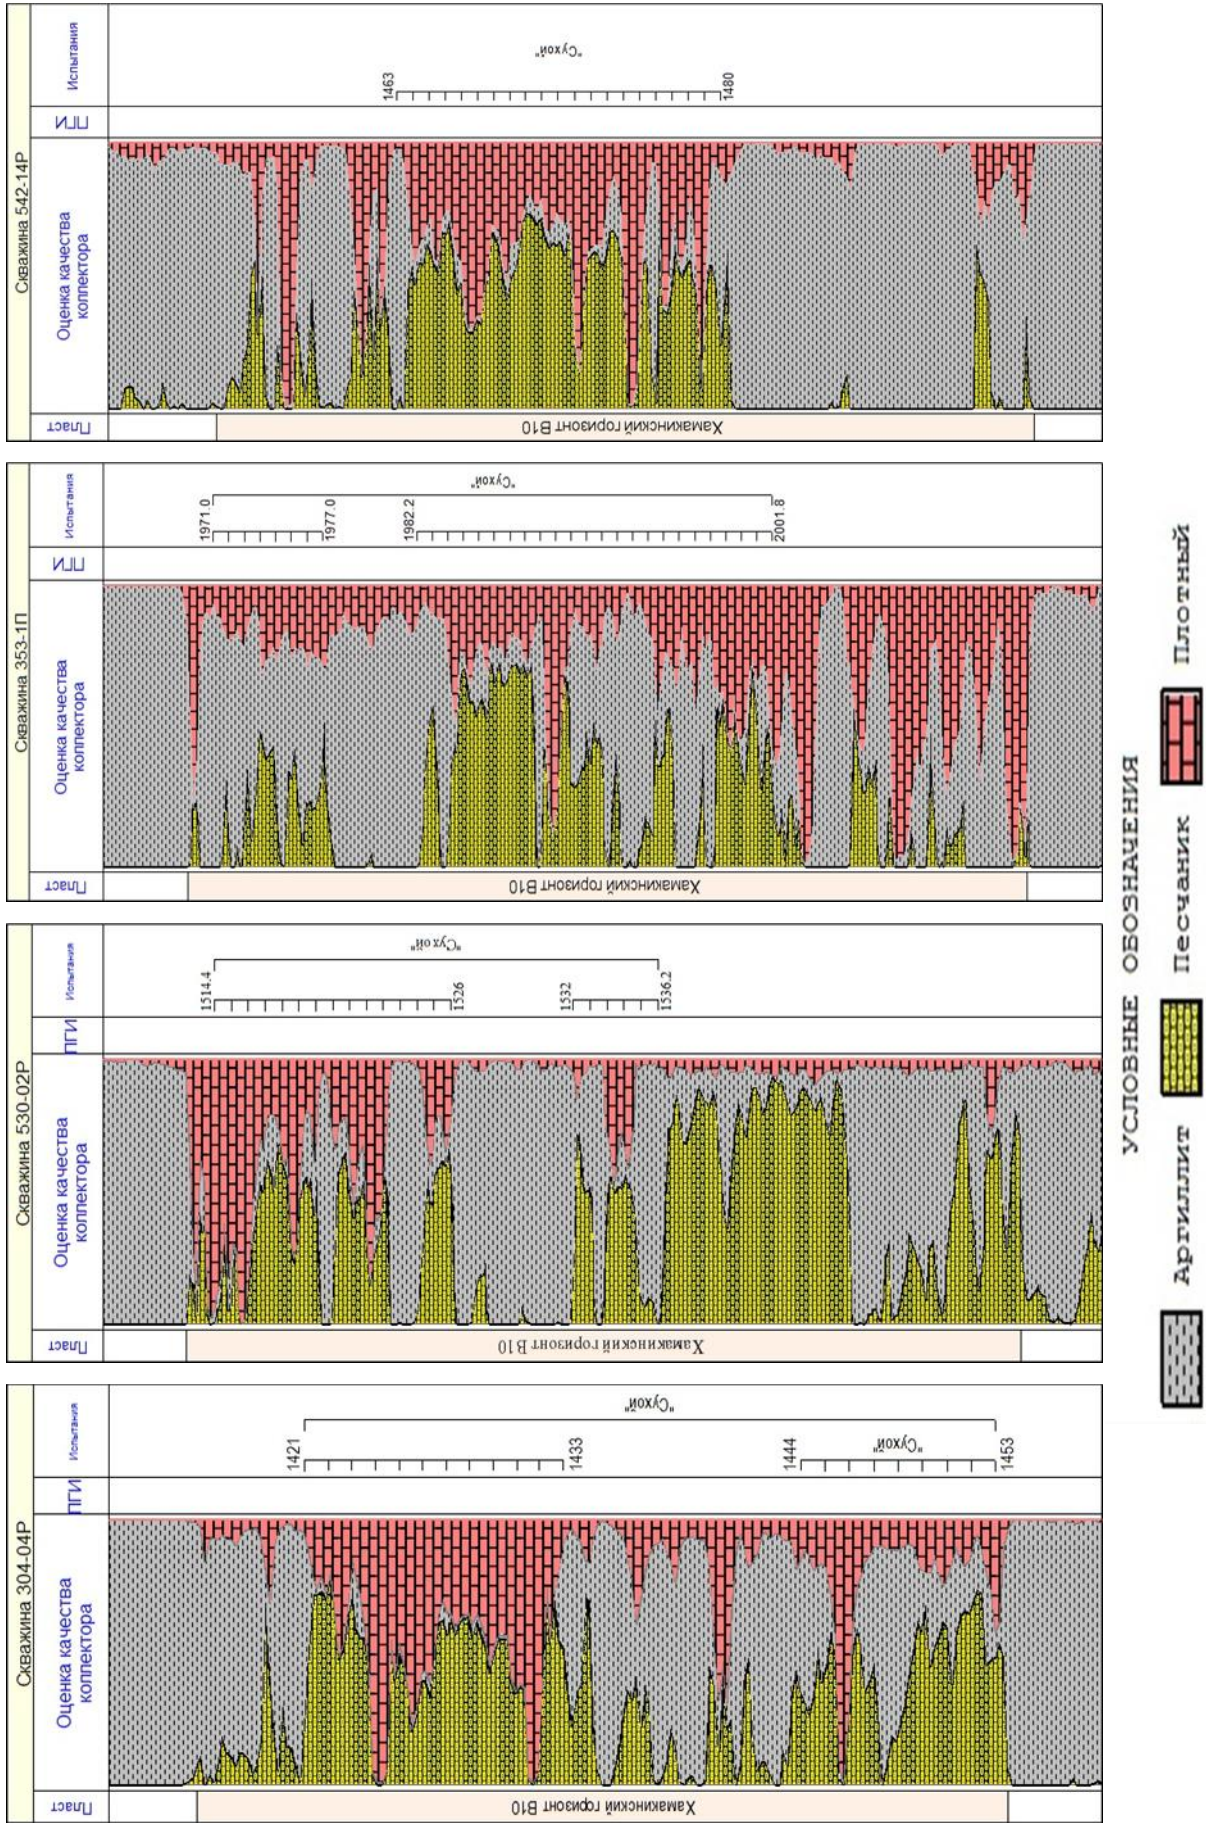 Скважина 304-04Р
Пласт
Оценка качества
коллектора
ПГИ
Испытания
Хамакинский горизонт В10
1421
1433
1444
1453
"Сухой"
"Сухой"
Скважина 530-02Р
Пласт
Оценка качества
коллектора
ПГИ
Испытания
Хамакинский горизонт В10
1514.4
1526
1532
1536.2
"Сухой"
Скважина 353-1П
Пласт
Оценка качества
коллектора
ПГИ
Испытания
Хамакинский горизонт В10
1971.0
1977.0
1982.2
2001.8
"Сухой"
Скважина 542-14Р
Пласт
Оценка качества
коллектора
ПГИ
Испытания
Хамакинский горизонт В10
1463
1480
"Сухой"
УСЛОВНЫЕ ОБОЗНАЧЕНИЯ
Аргиллит Песчаник Плотный